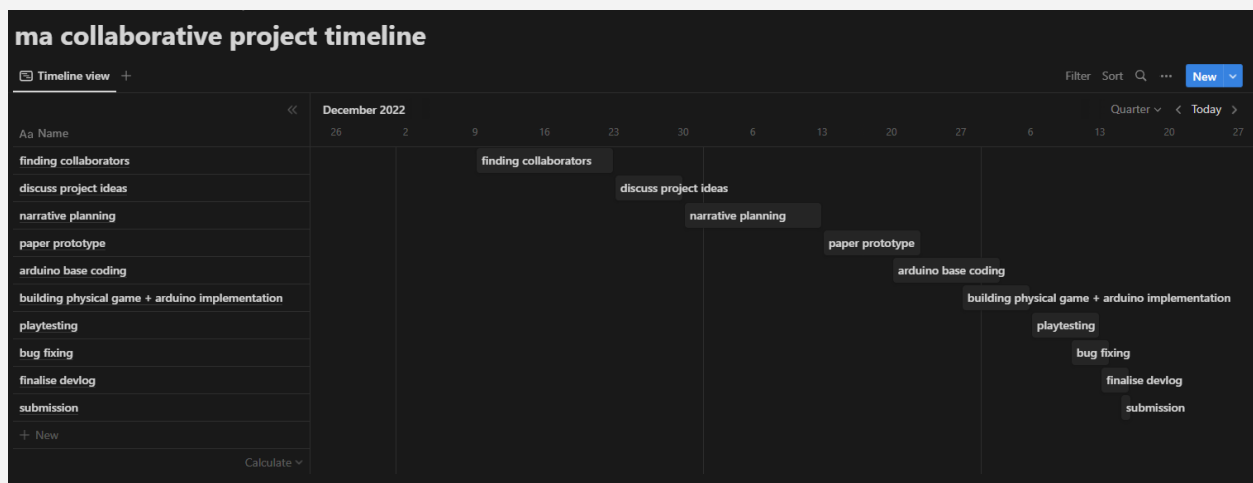 ma collaborative project timeline
Timeline view +
Filter Sort ... New
December 2022
Quarter < Today >
Aa Name
26 2 9 16 23 30 6 13 20 27 6 13 20 27
finding collaborators finding collaborators
discuss project ideas discuss project ideas
narrative planning narrative planning
paper prototype paper prototype
arduino base coding arduino base coding
building physical game + arduino implementation building physical game + arduino implementation
playtesting playtesting
bug fixing bug fixing
finalise devlog finalise devlog
submission submission
+ New
Calculate